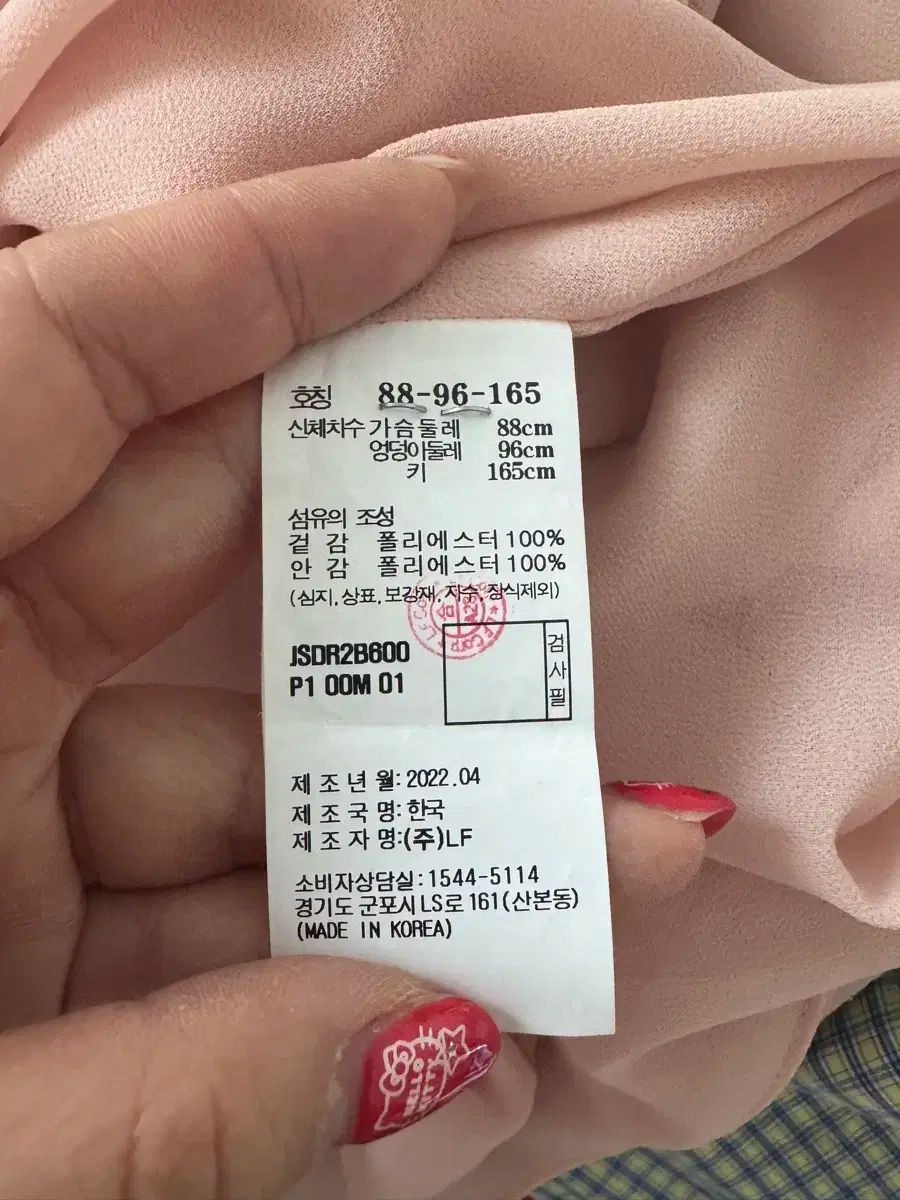 호칭 88-96-165
신체치수 가슴둘레 88cm
엉덩이둘레 96cm
키 165cm
섬유의 조성
겉 감 폴리에스터 100%
안 감 폴리에스터 100%
(심지,상표,보강재,자수,장식제외)
JSDR2B600
P1 00M 01
검사필
제 조 년 월: 2022.04
제 조 국 명: 한국
제 조 자 명:(주)LF
소비자상담실:1544-5114
경기도 군포시 LS로 161(산본동)
(MADE IN KOREA)
HELLO
KITTY